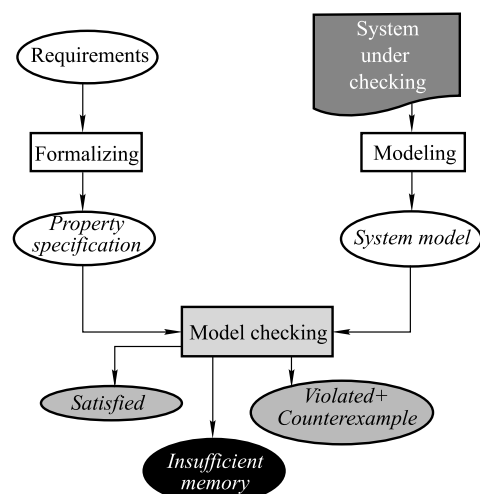 Requirements
System
under
checking
Formalizing
Modeling
Property
specification
System model
Model checking
Satisfied
Violated+
Counterexample
Insufficient
memory